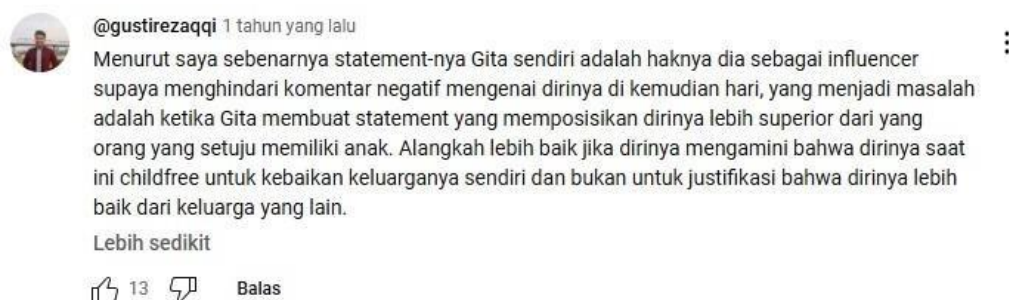 @gustirezaqqi 1 tahun yang lalu
Menurut saya sebenarnya statement-nya Gita sendiri adalah haknya dia sebagai influencer
supaya menghindari komentar negatif mengenai dirinya di kemudian hari, yang menjadi masalah
adalah ketika Gita membuat statement yang memposisikan dirinya lebih superior dari yang
orang yang setuju memiliki anak. Alangkah lebih baik jika dirinya mengamini bahwa dirinya saat
ini childfree untuk kebaikan keluarganya sendiri dan bukan untuk justifikasi bahwa dirinya lebih
baik dari keluarga yang lain.
Lebih sedikit
13 Balas